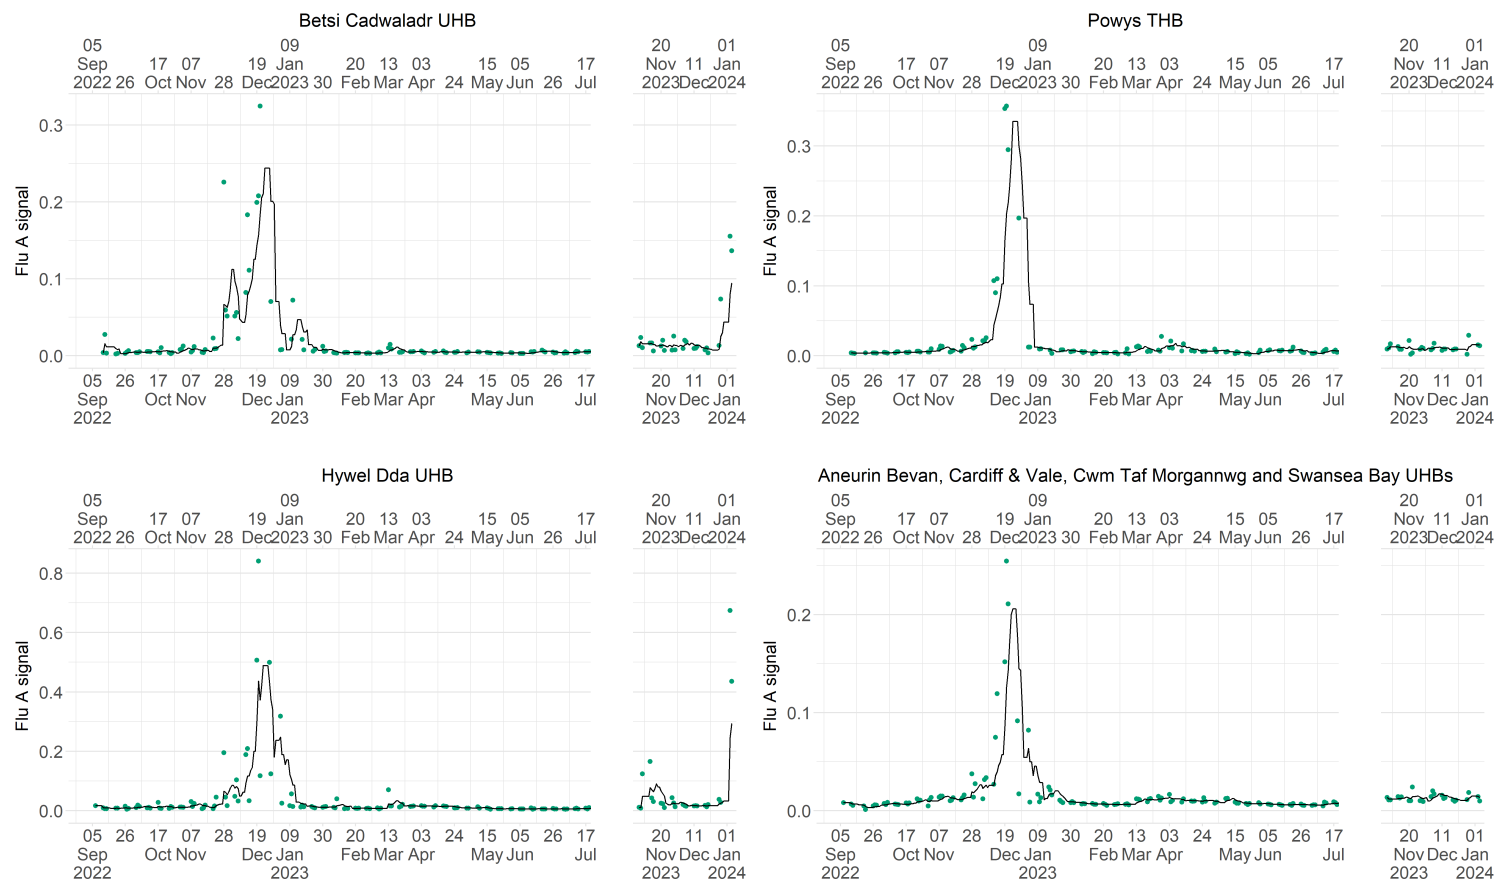 Betsi Cadwaladr UHB
05 09 20 01
Sep 17 07 19 Jan 20 13 03 15 05 17 Nov 11 Jan
2022 26 Oct Nov 28 Dec 2023 30 Feb Mar Apr 24 May Jun 26 Jul 2023 Dec 2024
Flu A signal
0.3
0.2
0.1
0.0
05 26 17 07 28 19 09 30 20 13 03 24 15 05 26 17 20 11 01
Sep Oct Nov Dec Jan Feb Mar Apr May Jun Jul Nov Dec Jan
2022 2023 2023 2024
Powys THB
05 09 20 01
Sep 17 07 19 Jan 20 13 03 15 05 17 Nov 11 Jan
2022 26 Oct Nov 28 Dec 2023 30 Feb Mar Apr 24 May Jun 26 Jul 2023 Dec 2024
Flu A signal
0.3
0.2
0.1
0.0
05 26 17 07 28 19 09 30 20 13 03 24 15 05 26 17 20 11 01
Sep Oct Nov Dec Jan Feb Mar Apr May Jun Jul Nov Dec Jan
2022 2023 2023 2024
Hywel Dda UHB
05 09 20 01
Sep 17 07 19 Jan 20 13 03 15 05 17 Nov 11 Jan
2022 26 Oct Nov 28 Dec 2023 30 Feb Mar Apr 24 May Jun 26 Jul 2023 Dec 2024
Flu A signal
0.8
0.6
0.4
0.2
0.0
05 26 17 07 28 19 09 30 20 13 03 24 15 05 26 17 20 11 01
Sep Oct Nov Dec Jan Feb Mar Apr May Jun Jul Nov Dec Jan
2022 2023 2023 2024
Aneurin Bevan, Cardiff & Vale, Cwm Taf Morgannwg and Swansea Bay UHBs
05 09 20 01
Sep 17 07 19 Jan 20 13 03 15 05 17 Nov 11 Jan
2022 26 Oct Nov 28 Dec 2023 30 Feb Mar Apr 24 May Jun 26 Jul 2023 Dec 2024
Flu A signal
0.2
0.1
0.0
05 26 17 07 28 19 09 30 20 13 03 24 15 05 26 17 20 11 01
Sep Oct Nov Dec Jan Feb Mar Apr May Jun Jul Nov Dec Jan
2022 2023 2023 2024